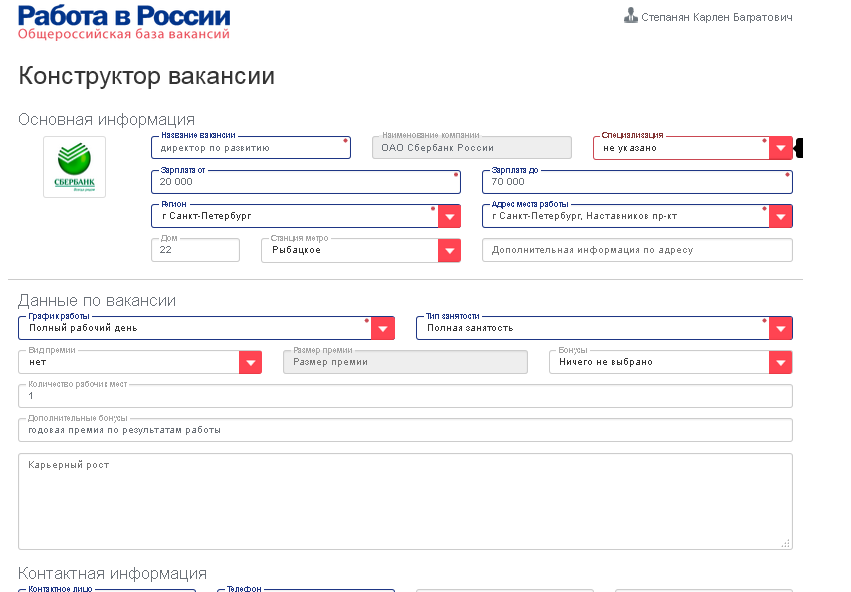 Работа в России
Общероссийская база вакансий
Степанян Карлен Багратович
Конструктор вакансии
Основная информация
СБЕРБАНК
Название вакансии *
директор по развитию
Наименование компании
ОАО Сбербанк России
Специализация *
не указано
Зарплата от *
20 000
Зарплата до *
70 000
Регион *
г Санкт-Петербург
Адрес места работы *
г Санкт-Петербург, Наставников пр-кт
Дом
22
Станция метро
Рыбацкое
Дополнительная информация по адресу
Данные по вакансии
График работы *
Полный рабочий день
Тип занятости *
Полная занятость
Вид премии
нет
Размер премии
Размер премии
Бонусы
Ничего не выбрано
Количество рабочих мест
1
Дополнительные бонусы
годовая премия по результатам работы
Карьерный рост
Контактная информация
Контактное лицо
Телефон